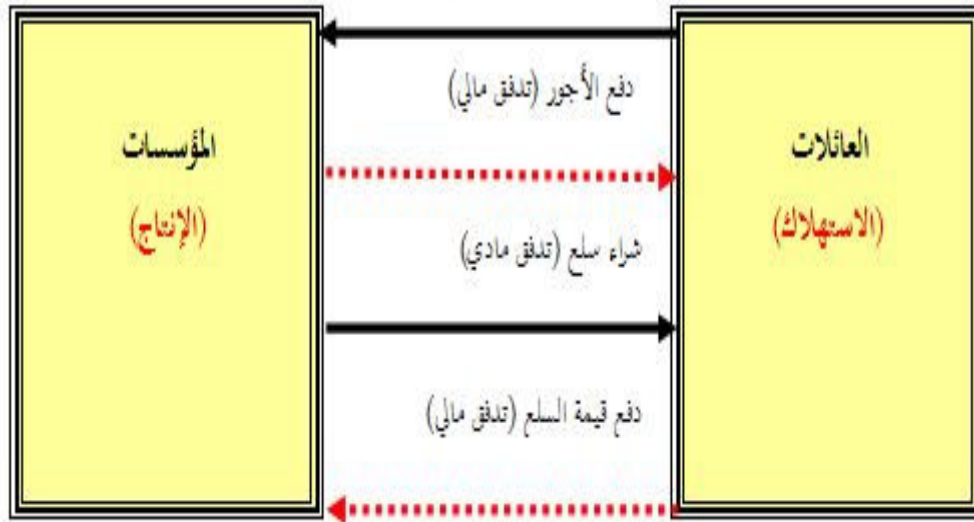 العائلات
(الاستهلاك)
دفع الأجور (تدفق مالي)
شراء سلع (تدفق مادي)
دفع قيمة السلع (تدفق مالي)
المؤسسات
(الإنتاج)